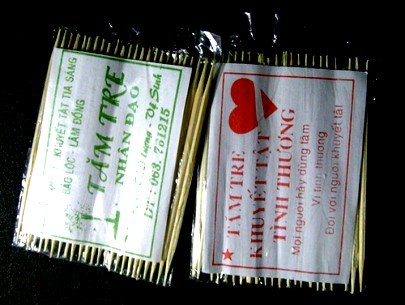 KHUYẾT TẬT TIA SÁNG
BẢO LỘC - LÂM ĐỒNG
TĂM TRE
NHÂN ĐẠO
ĐT: 063. 701215
TĂM TRE
KHUYẾT TẬT
TÌNH THƯƠNG
Mọi người hãy dùng tăm
Vì tình thương
Đối với người khuyết tật